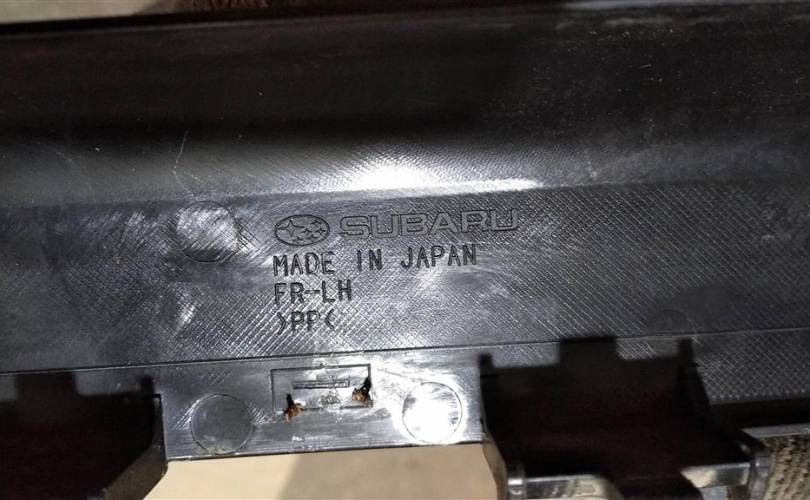 SUBARU
MADE IN JAPAN
FR-LH
>PP<